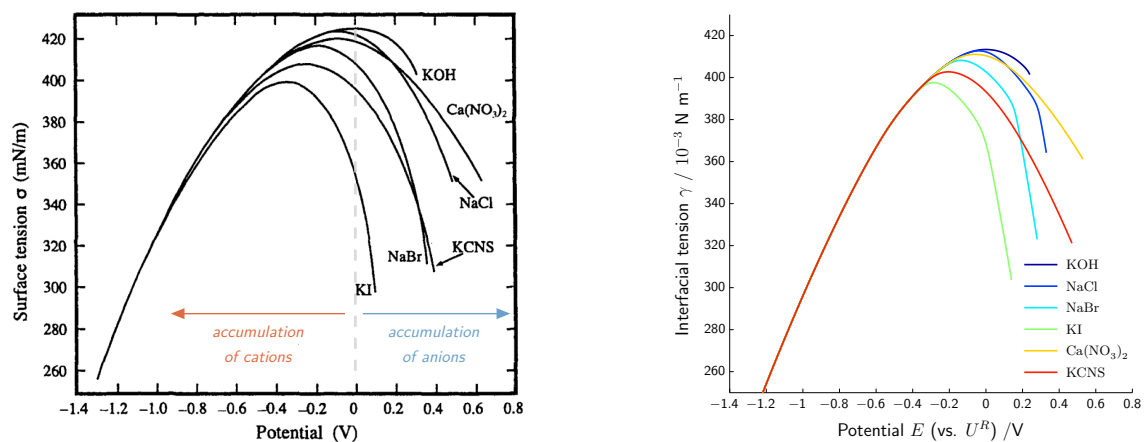 420
400
380
360
340
320
300
280
260
Surface tension σ (mN/m)
KOH
Ca(NO₃)₂
NaCl
KCNS
NaBr
KI
accumulation
of cations
accumulation
of anions
−1.4 −1.2 −1.0 −0.8 −0.6 −0.4 −0.2 0 0.2 0.4 0.6 0.8
Potential (V)
420
400
380
360
340
320
300
280
260
Interfacial tension γ / 10⁻³ N m⁻¹
KOH
NaCl
NaBr
KI
Ca(NO₃)₂
KCNS
−1.4 −1.2 −1 −0.8 −0.6 −0.4 −0.2 0 0.2 0.4 0.6 0.8
Potential E (vs. Uᴿ) /V